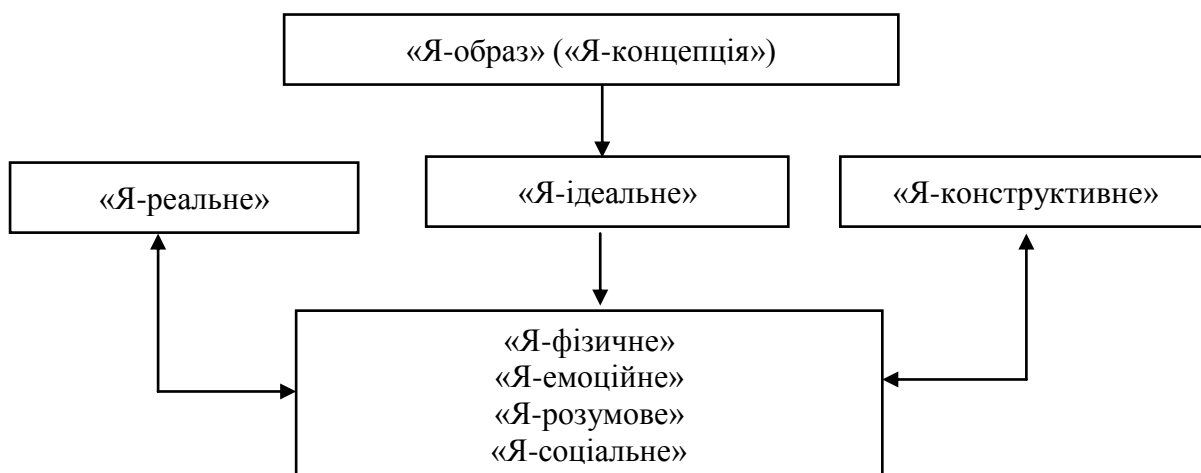 «Я-образ» («Я-концепція»)
«Я-реальне»
«Я-ідеальне»
«Я-конструктивне»
«Я-фізичне»
«Я-емоційне»
«Я-розумове»
«Я-соціальне»